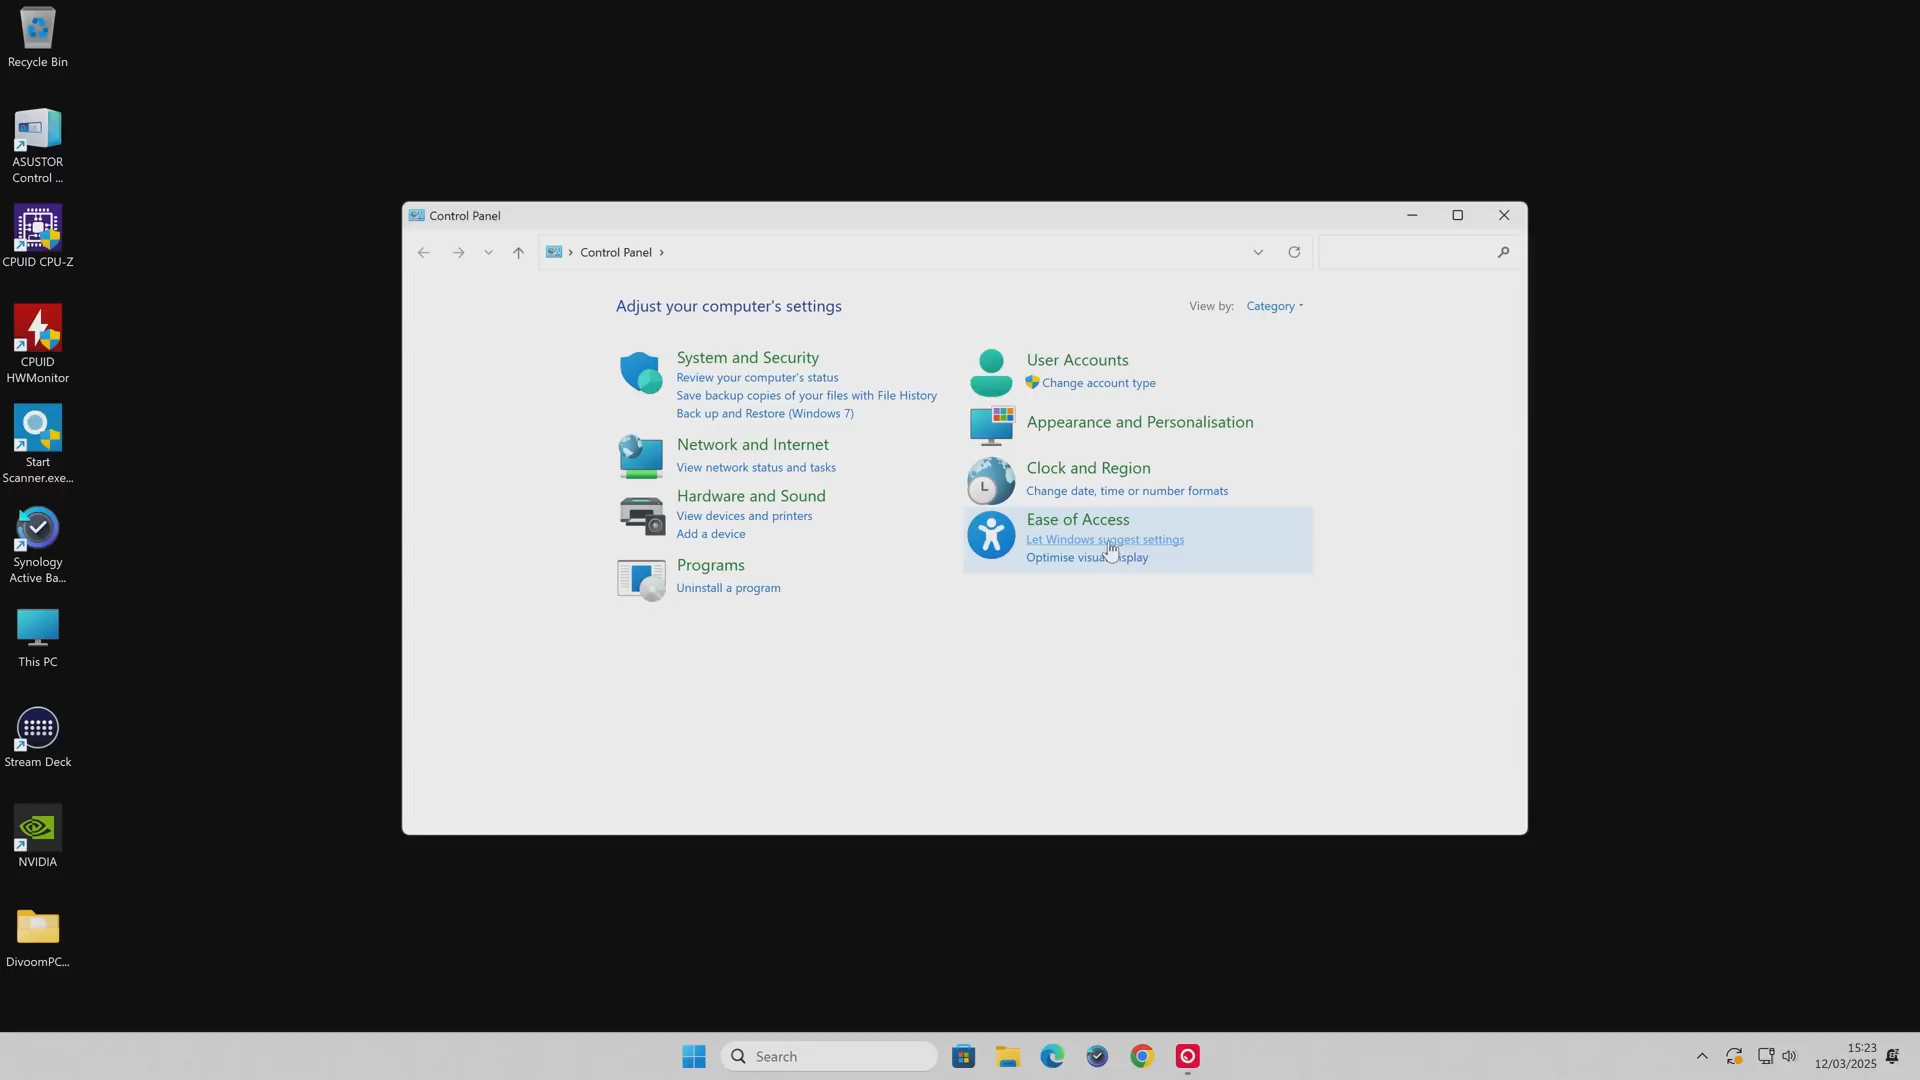 Recycle Bin
ASUSTOR
Control ...
CPUID CPU-Z
CPUID
HWMonitor
Start
Scanner.exe...
Synology
Active Ba...
This PC
Stream Deck
NVIDIA
DivoomPC...
Control Panel
Control Panel
Adjust your computer's settings
View by: Category
System and Security
Review your computer's status
Save backup copies of your files with File History
Back up and Restore (Windows 7)
Network and Internet
View network status and tasks
Hardware and Sound
View devices and printers
Add a device
Programs
Uninstall a program
User Accounts
Change account type
Appearance and Personalisation
Clock and Region
Change date, time or number formats
Ease of Access
Let Windows suggest settings
Optimise visual display
Search
15:23
12/03/2025